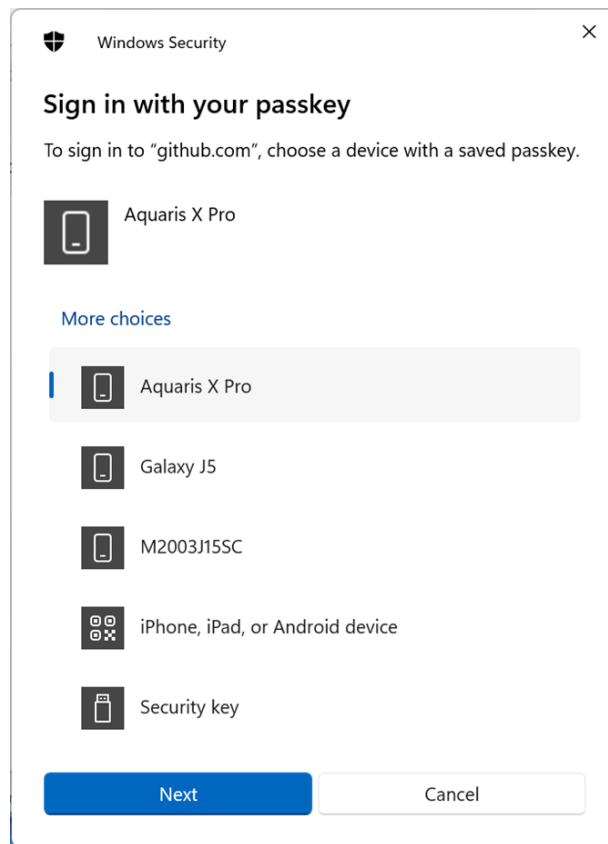 Windows Security
Sign in with your passkey
To sign in to “github.com”, choose a device with a saved passkey.
Aquaris X Pro
More choices
Aquaris X Pro
Galaxy J5
M2003J15SC
iPhone, iPad, or Android device
Security key
Next
Cancel